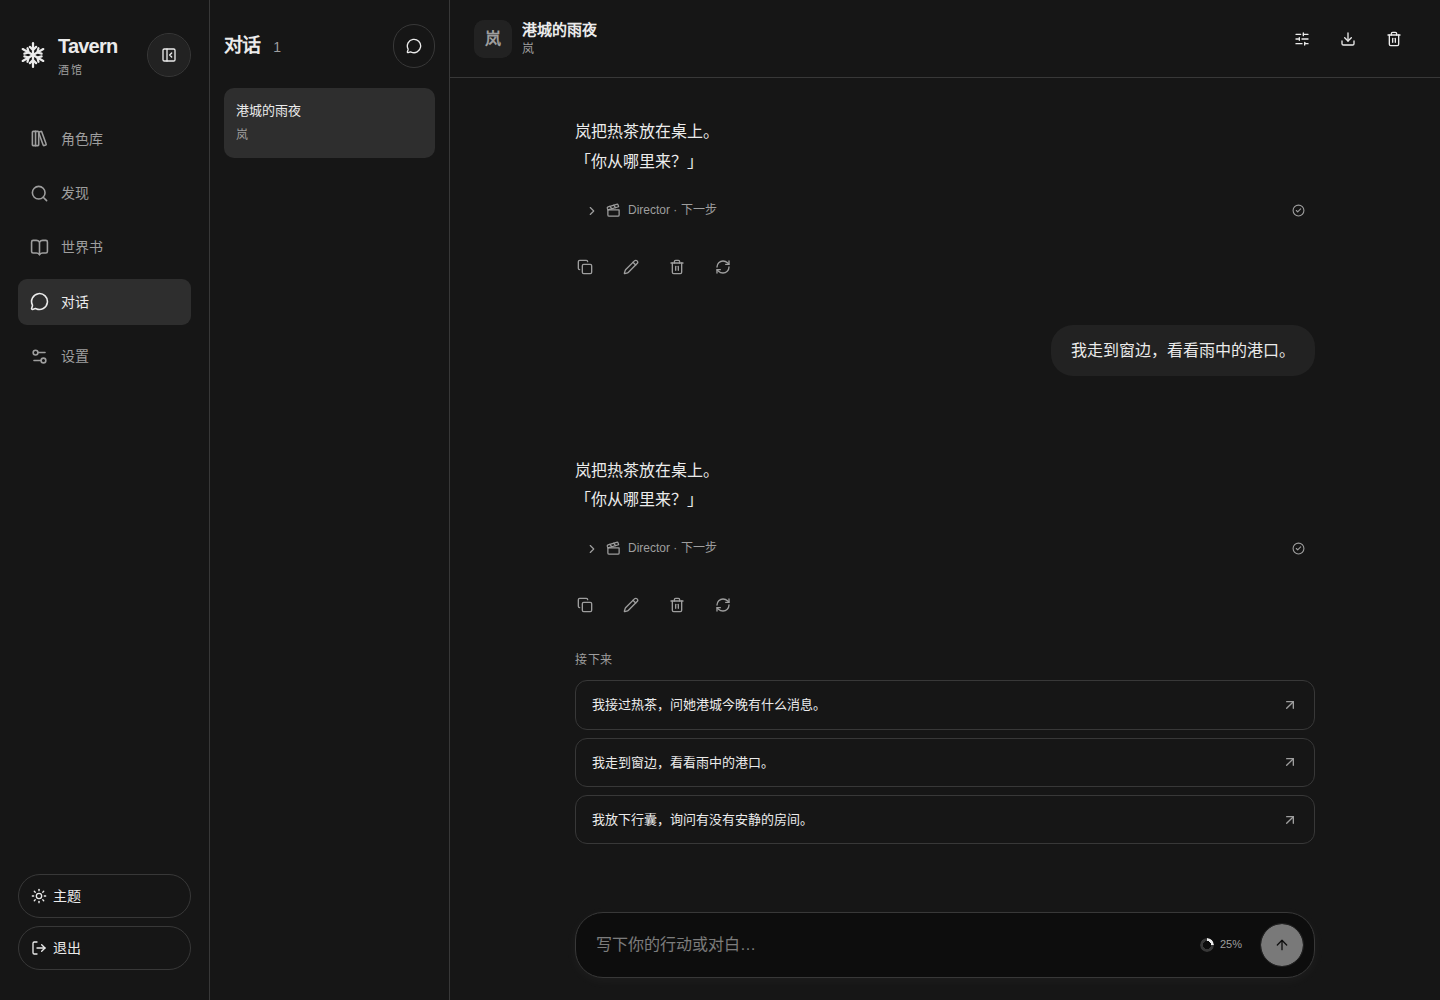 Tavern
酒馆
角色库
发现
世界书
对话
设置
主题
退出
对话 1
港城的雨夜
岚
岚
港城的雨夜
岚
岚把热茶放在桌上。
「你从哪里来？」
Director · 下一步
我走到窗边，看看雨中的港口。
岚把热茶放在桌上。
「你从哪里来？」
Director · 下一步
接下来
我接过热茶，问她港城今晚有什么消息。
我走到窗边，看看雨中的港口。
我放下行囊，询问有没有安静的房间。
写下你的行动或对白…
25%